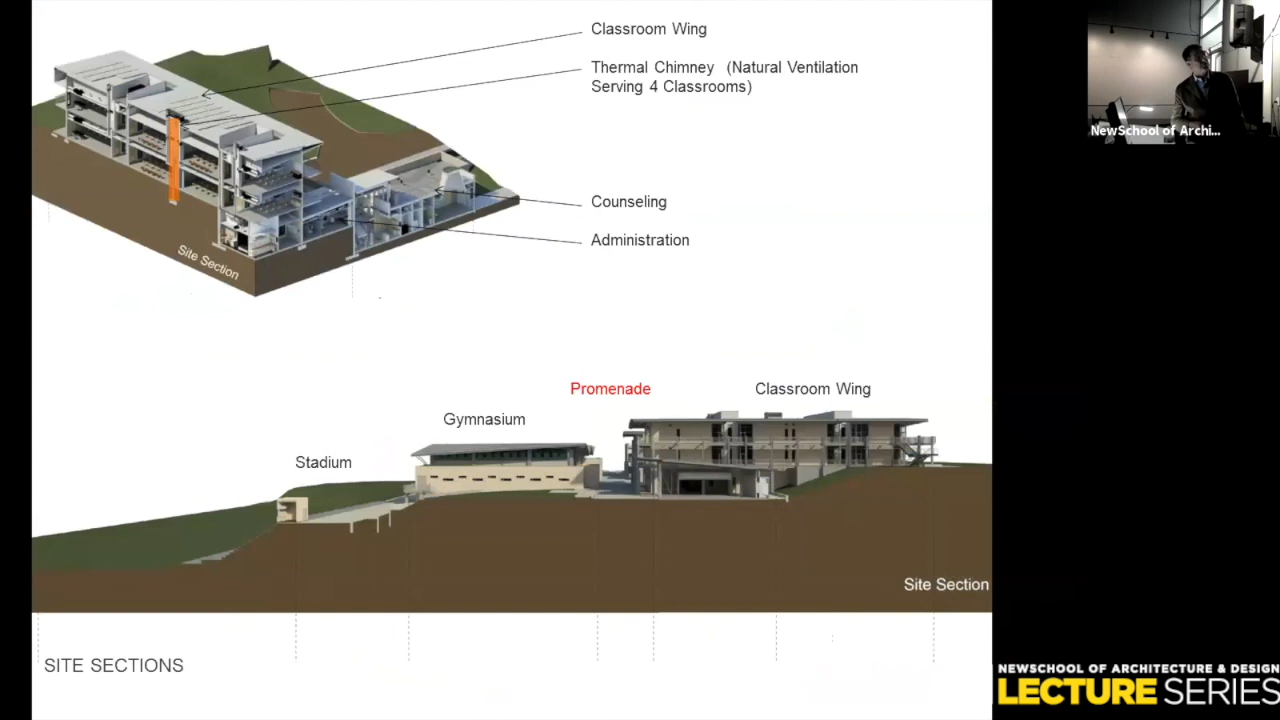 Classroom Wing
Thermal Chimney (Natural Ventilation
Serving 4 Classrooms)
Counseling
Administration
Site Section
Promenade
Classroom Wing
Gymnasium
Stadium
Site Section
SITE SECTIONS
NewSchool of Archi...
NEWSCHOOL OF ARCHITECTURE & DESIGN
LECTURE SERIES